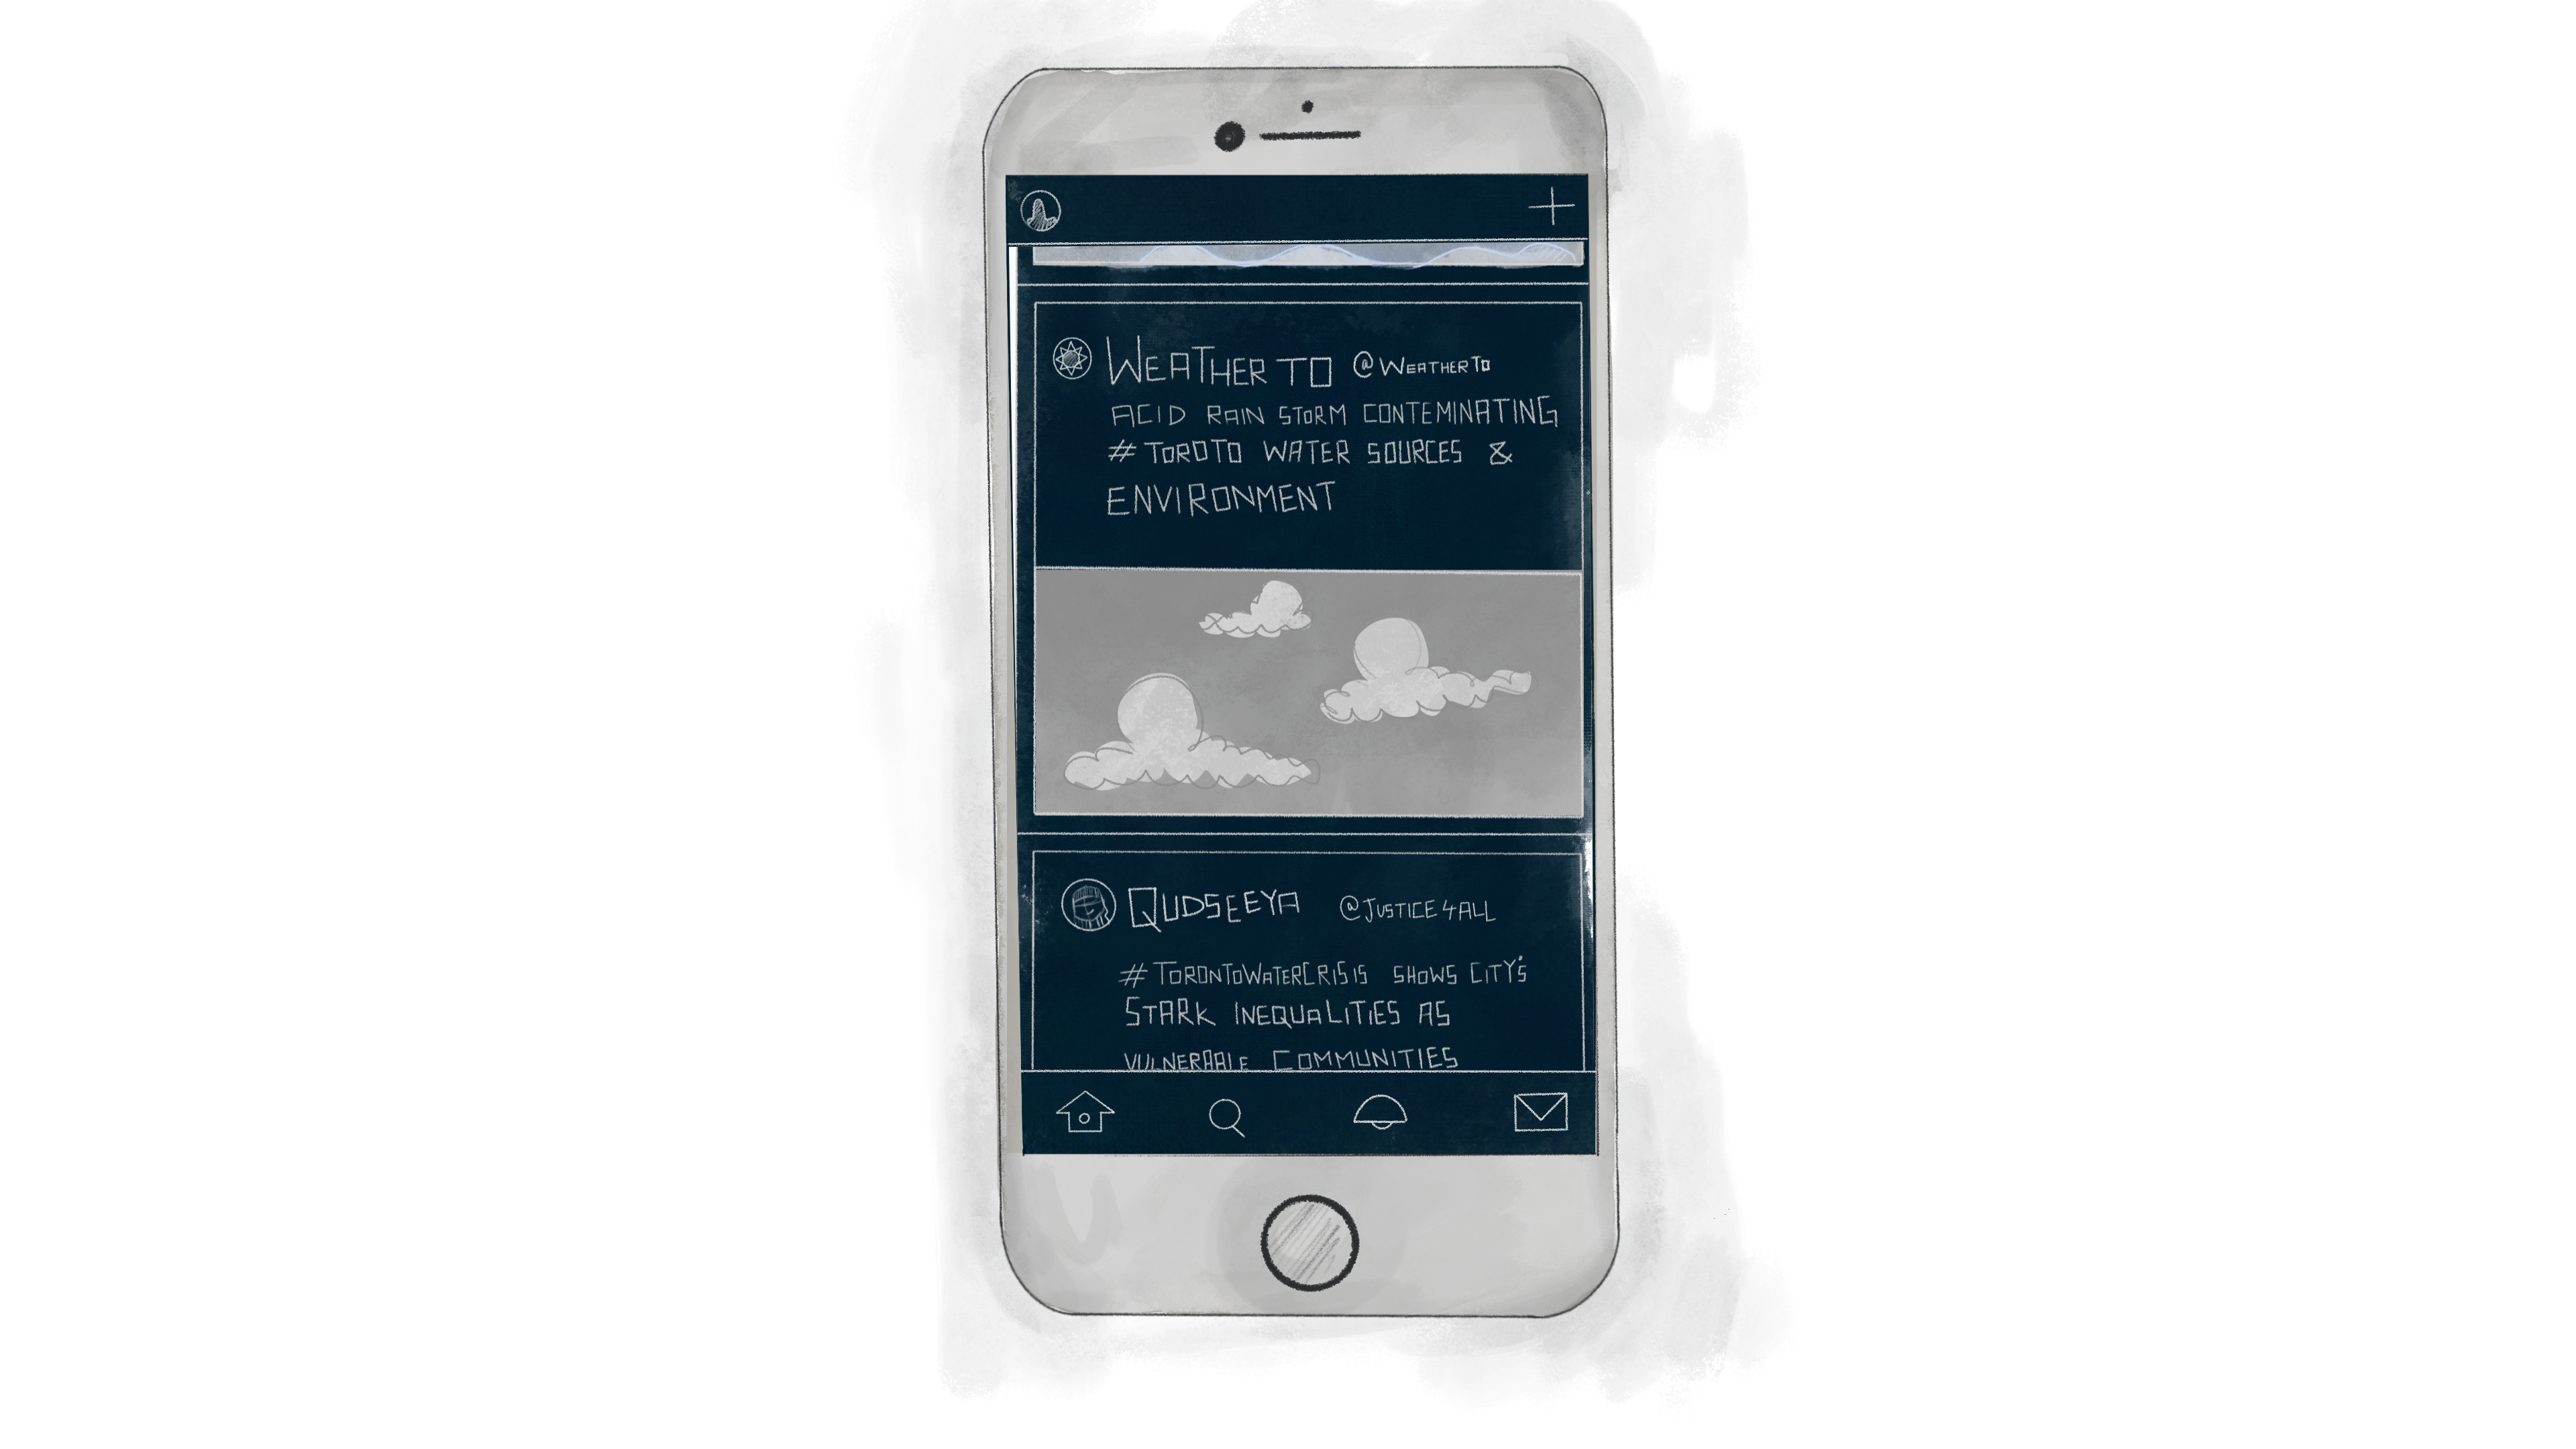 WEATHER TO @WEATHERTO
ACID RAIN STORM CONTEMINATING
# TOROTO WATER SOURCES &
ENVIRONMENT
QUDSEEYA @JUSTICE4ALL
# TORONTOWATERCRISIS SHOWS CITY'S
STARK INEQUALITIES AS
VULNERABLE COMMUNITIES